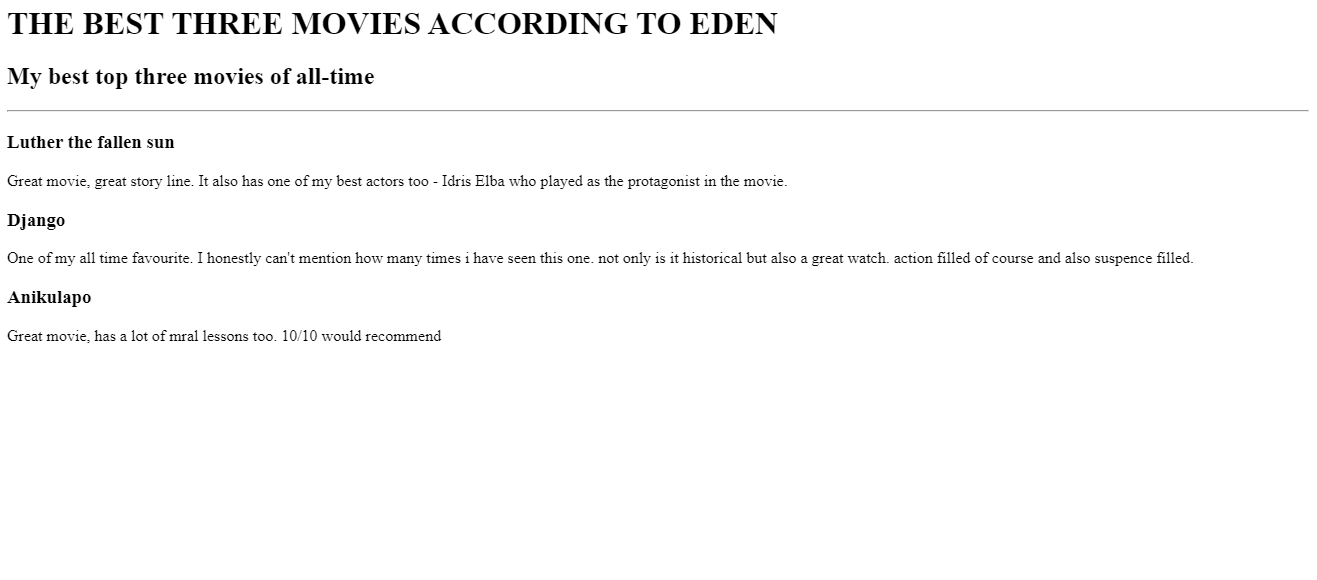 THE BEST THREE MOVIES ACCORDING TO EDEN
My best top three movies of all-time
Luther the fallen sun
Great movie, great story line. It also has one of my best actors too - Idris Elba who played as the protagonist in the movie.
Django
One of my all time favourite. I honestly can't mention how many times i have seen this one. not only is it historical but also a great watch. action filled of course and also suspence filled.
Anikulapo
Great movie, has a lot of mral lessons too. 10/10 would recommend